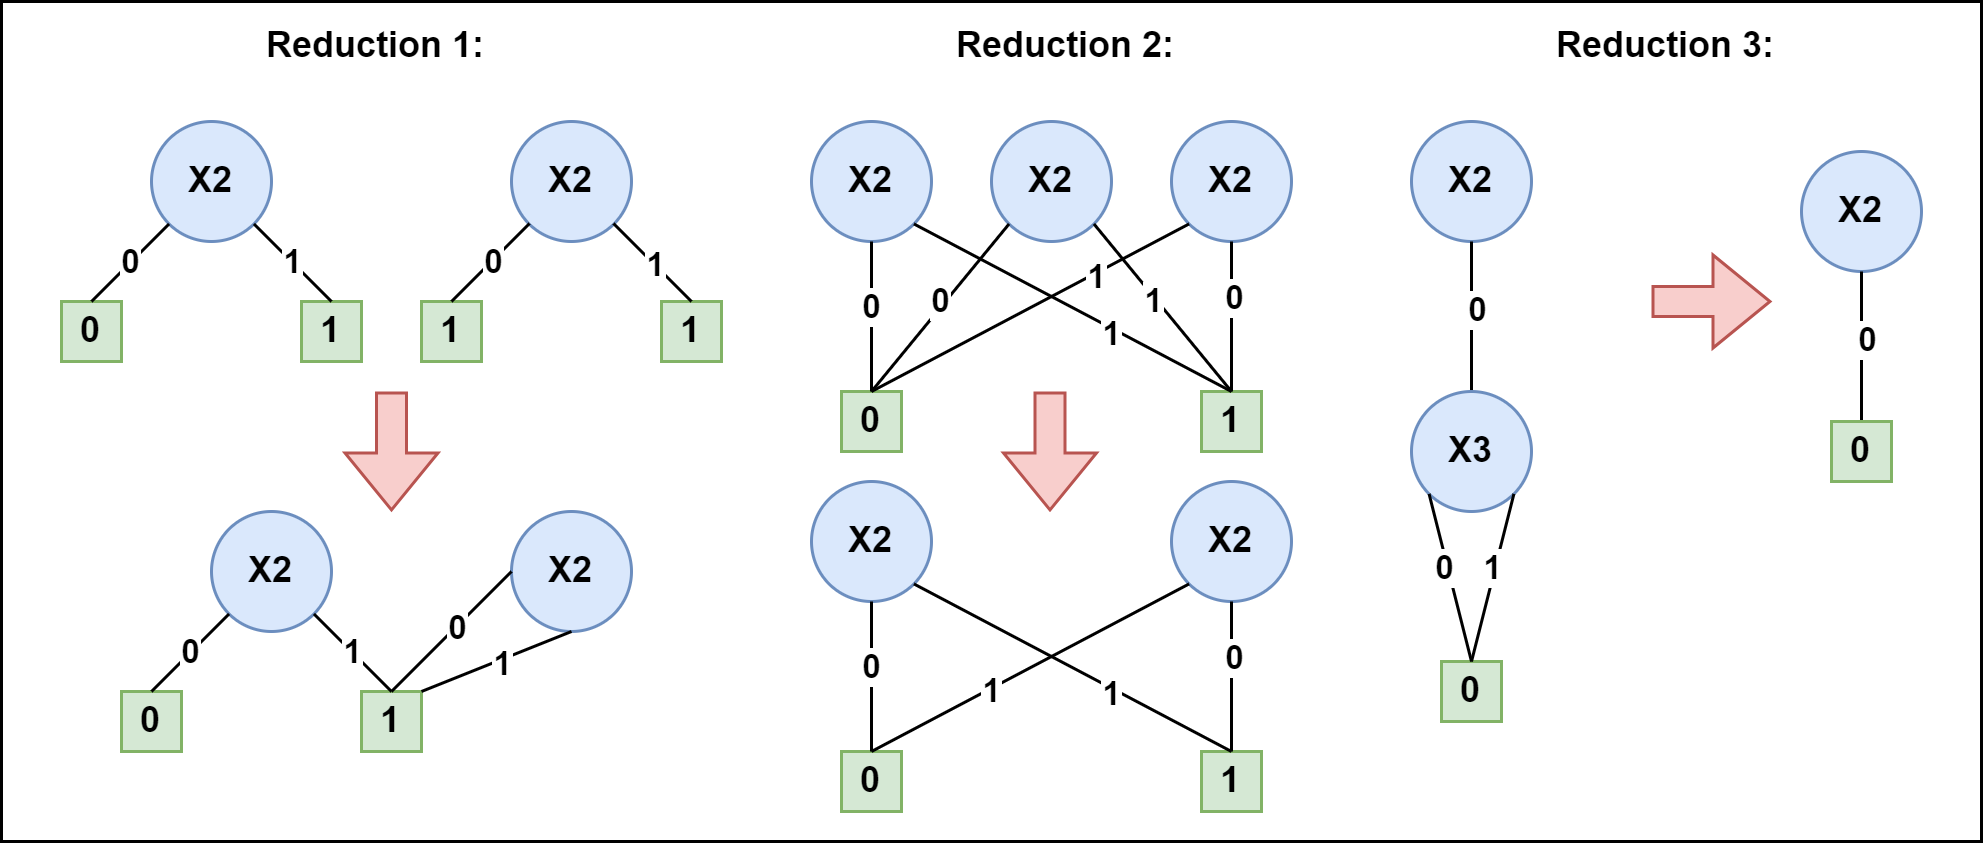 Reduction 1:
X2 X2
0 1 0 1
0 1 1 1
X2 X2
0 1 0 1
0 1
Reduction 2:
X2 X2 X2
0 0 1 1 1 0
0 1
X2 X2
0 1 1 0
0 1
Reduction 3:
X2
0
X3
0 1
0
X2
0
0